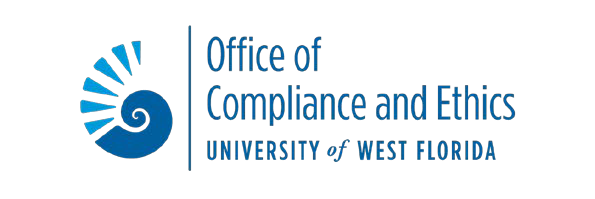 Office of
Compliance and Ethics
UNIVERSITY of WEST FLORIDA